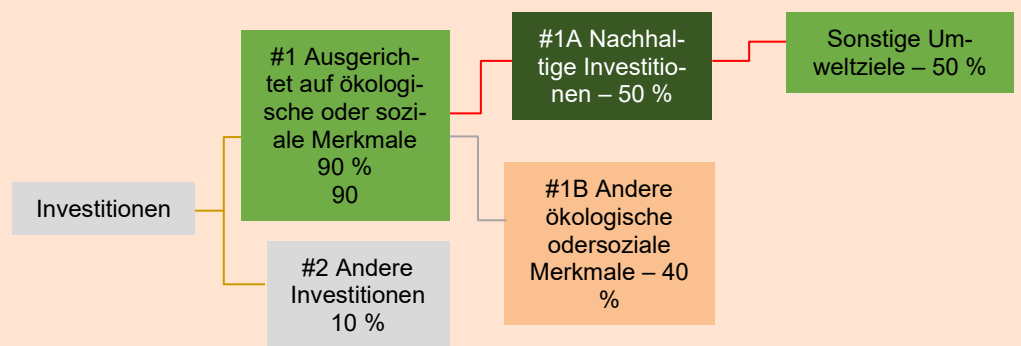 Investitionen
#1 Ausgerich-
tet auf ökologi-
sche oder sozi-
ale Merkmale
90 %
90
#2 Andere
Investitionen
10 %
#1A Nachhal-
tige Investitio-
nen – 50 %
#1B Andere
ökologische
odersoziale
Merkmale – 40
%
Sonstige Um-
weltziele – 50 %